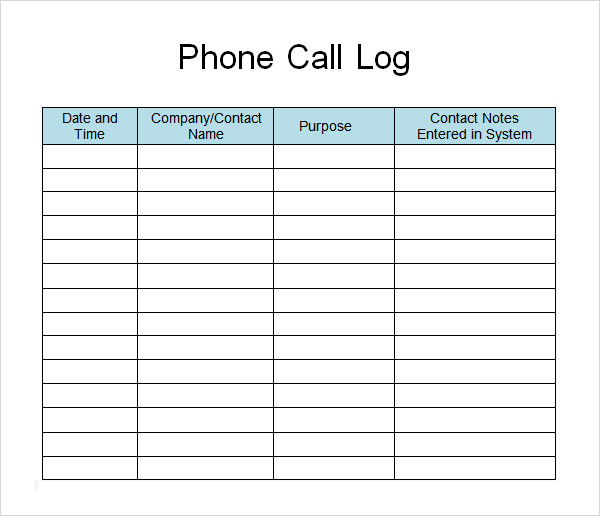 Phone Call Log
Date and
Time
Company/Contact
Name
Purpose
Contact Notes
Entered in System